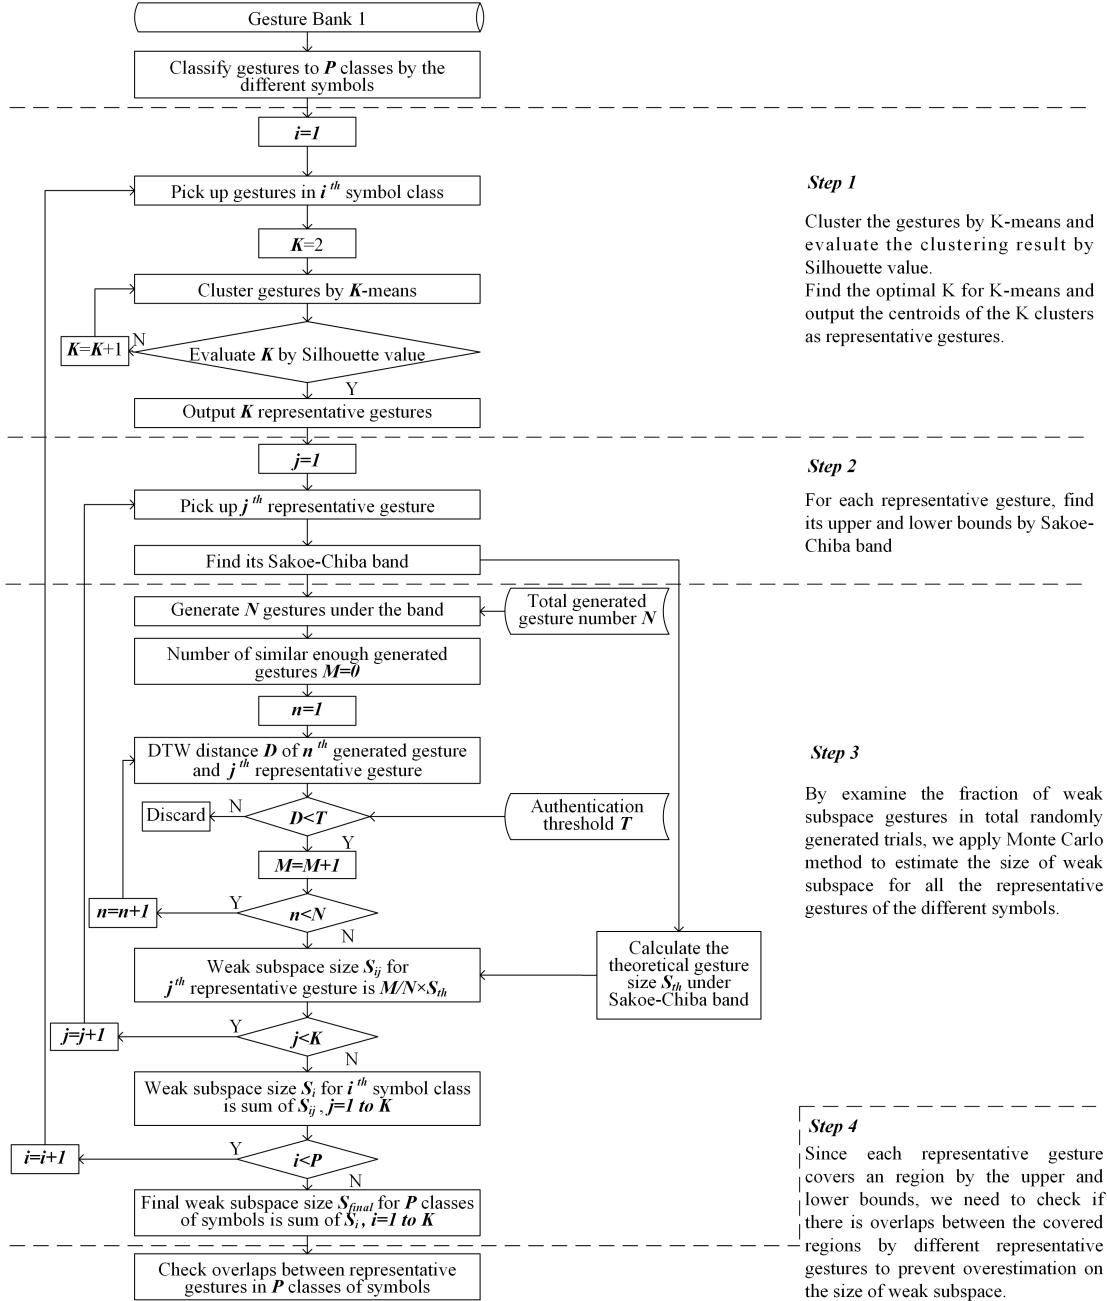 Gesture Bank 1
Classify gestures to P classes by the
different symbols
i=1
Pick up gestures in i th symbol class
K=2
Cluster gestures by K-means
N
K=K+1
Evaluate K by Silhouette value
Y
Output K representative gestures
Step 1
Cluster the gestures by K-means and
evaluate the clustering result by
Silhouette value.
Find the optimal K for K-means and
output the centroids of the K clusters
as representative gestures.
j=1
Pick up j th representative gesture
Find its Sakoe-Chiba band
Step 2
For each representative gesture, find
its upper and lower bounds by Sakoe-
Chiba band
Generate N gestures under the band
Total generated
gesture number N
Number of similar enough generated
gestures M=0
n=1
DTW distance D of n th generated gesture
and j th representative gesture
Discard
N
D<T
Authentication
threshold T
Y
M=M+1
n=n+1
Y
n<N
N
Weak subspace size Sij for
j th representative gesture is M/N×Sth
Calculate the
theoretical gesture
size Sth under
Sakoe-Chiba band
j=j+1
Y
j<K
N
Weak subspace size Si for i th symbol class
is sum of Sij , j=1 to K
i=i+1
Y
i<P
N
Final weak subspace size Sfinal for P classes
of symbols is sum of Si , i=1 to K
Step 3
By examine the fraction of weak
subspace gestures in total randomly
generated trials, we apply Monte Carlo
method to estimate the size of weak
subspace for all the representative
gestures of the different symbols.
Check overlaps between representative
gestures in P classes of symbols
Step 4
Since each representative gesture
covers an region by the upper and
lower bounds, we need to check if
there is overlaps between the covered
regions by different representative
gestures to prevent overestimation on
the size of weak subspace.